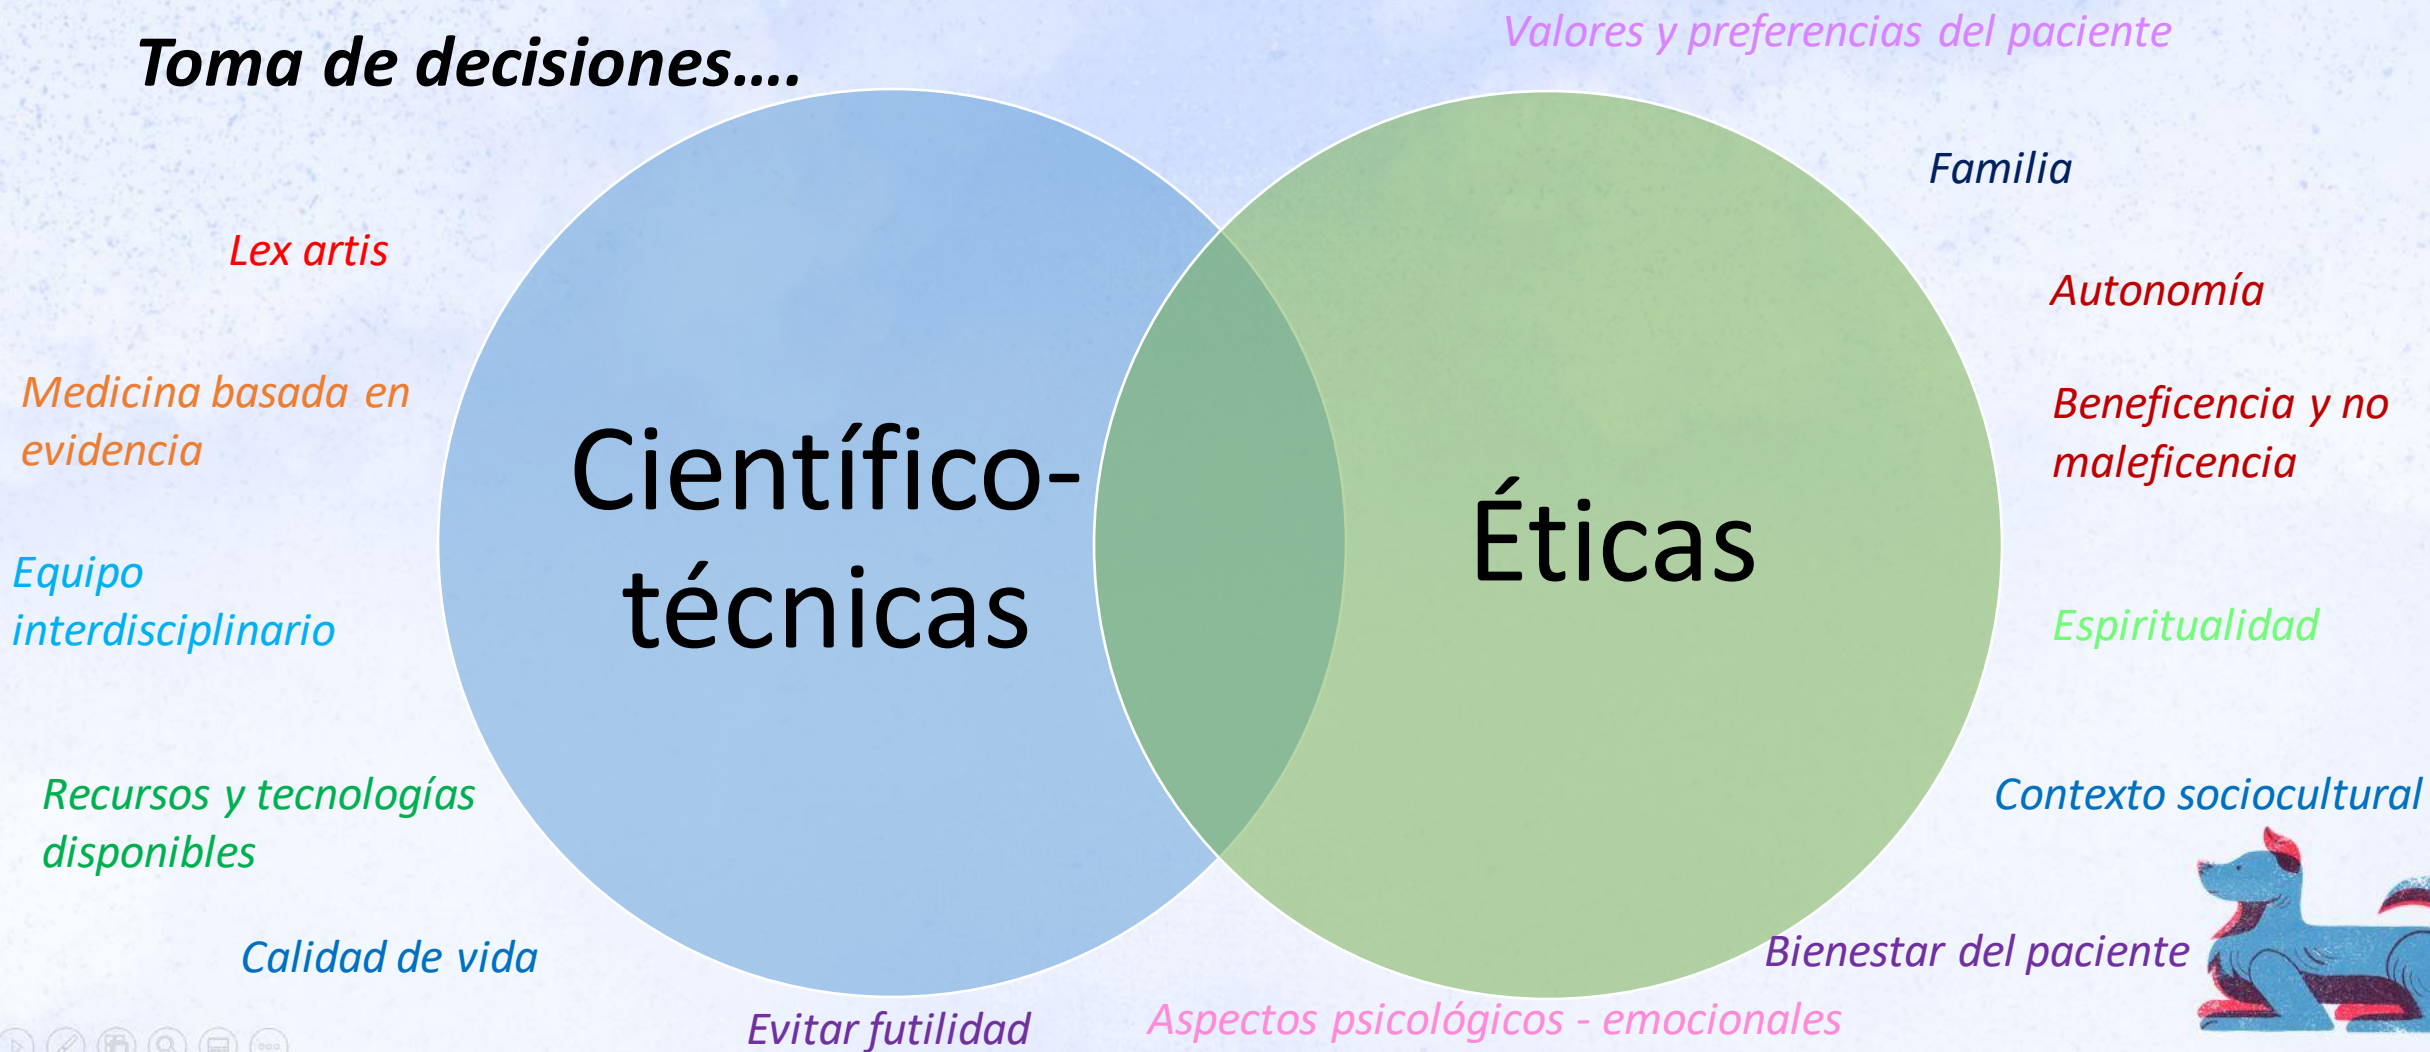 Toma de decisiones....
Valores y preferencias del paciente
Familia
Lex artis
Autonomía
Medicina basada en
evidencia
Beneficencia y no
maleficencia
Científico-
técnicas
Éticas
Equipo
interdisciplinario
Espiritualidad
Recursos y tecnologías
disponibles
Contexto sociocultural
Calidad de vida
Bienestar del paciente
Evitar futilidad
Aspectos psicológicos - emocionales